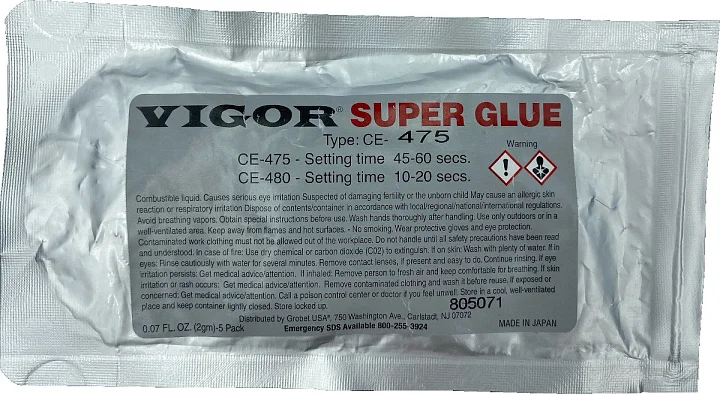 VIGOR® SUPER GLUE
Type: CE- 475
Warning
CE-475 - Setting time 45-60 secs.
CE-480 - Setting time 10-20 secs.
Combustible liquid. Causes serious eye irritation Suspected of damaging fertility or the unborn child May cause an allergic skin
reaction or respiratory irritation Dispose of contents/container in accordance with local/regional/national/international regulations.
Avoid breathing vapors. Obtain special instructions before use. Wash hands thoroughly after handling. Use only outdoors or in a
well-ventilated area. Keep away from flames and hot surfaces. - No smoking. Wear protective gloves and eye protection.
Contaminated work clothing must not be allowed out of the workplace. Do not handle until all safety precautions have been read
and understood. In case of fire: Use dry chemical or carbon dioxide (C02) to extinguish. If on skin: Wash with plenty of water. If in
eyes: Rinse cautiously with water for several minutes. Remove contact lenses, if present and easy to do. Continue rinsing. If eye
irritation persists: Get medical advice/attention. If inhaled: Remove person to fresh air and keep comfortable for breathing. If skin
irritation or rash occurs: Get medical advice/attention. Remove contaminated clothing and wash it before reuse. If exposed or
concerned: Get medical advice/attention. Call a poison control center or doctor if you feel unwell. Store in a cool, well-ventilated
place and keep container tightly closed. Store locked up.
805071
Distributed by Grobet USA®, 750 Washington Ave., Carlstadt, NJ 07072
0.07 FL. OZ. (2gm)-5 Pack
Emergency SDS Available 800-255-3924
MADE IN JAPAN